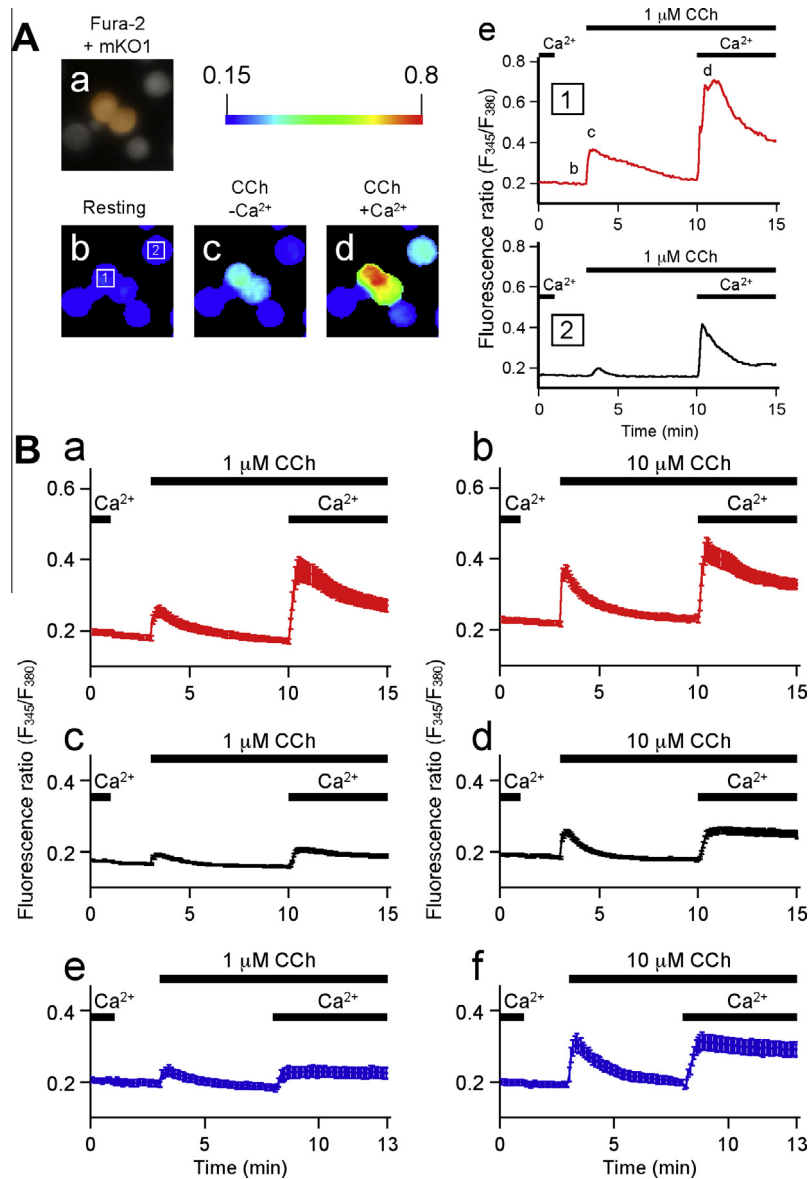 A
Fura-2
+ mKO1
a
0.15
0.8
Resting
CCh
-Ca²⁺
CCh
+Ca²⁺
b
1
2
c
d
e
1 μM CCh
Ca²⁺
Ca²⁺
0.8
0.6
0.4
0.2
1
b
c
d
0
5
10
15
1 μM CCh
Ca²⁺
Ca²⁺
0.8
0.6
0.4
0.2
2
0
5
10
15
Time (min)
Fluorescence ratio (F₃₄₅/F₃₈₀)
B
a
1 μM CCh
Ca²⁺
Ca²⁺
0.6
0.4
0.2
0
5
10
15
b
10 μM CCh
Ca²⁺
Ca²⁺
0.6
0.4
0.2
0
5
10
15
c
1 μM CCh
Ca²⁺
Ca²⁺
0.4
0.2
0
5
10
15
d
10 μM CCh
Ca²⁺
Ca²⁺
0.4
0.2
0
5
10
15
e
1 μM CCh
Ca²⁺
Ca²⁺
0.4
0.2
0
5
10
13
Time (min)
f
10 μM CCh
Ca²⁺
Ca²⁺
0.4
0.2
0
5
10
13
Time (min)
Fluorescence ratio (F₃₄₅/F₃₈₀)
Fluorescence ratio (F₃₄₅/F₃₈₀)